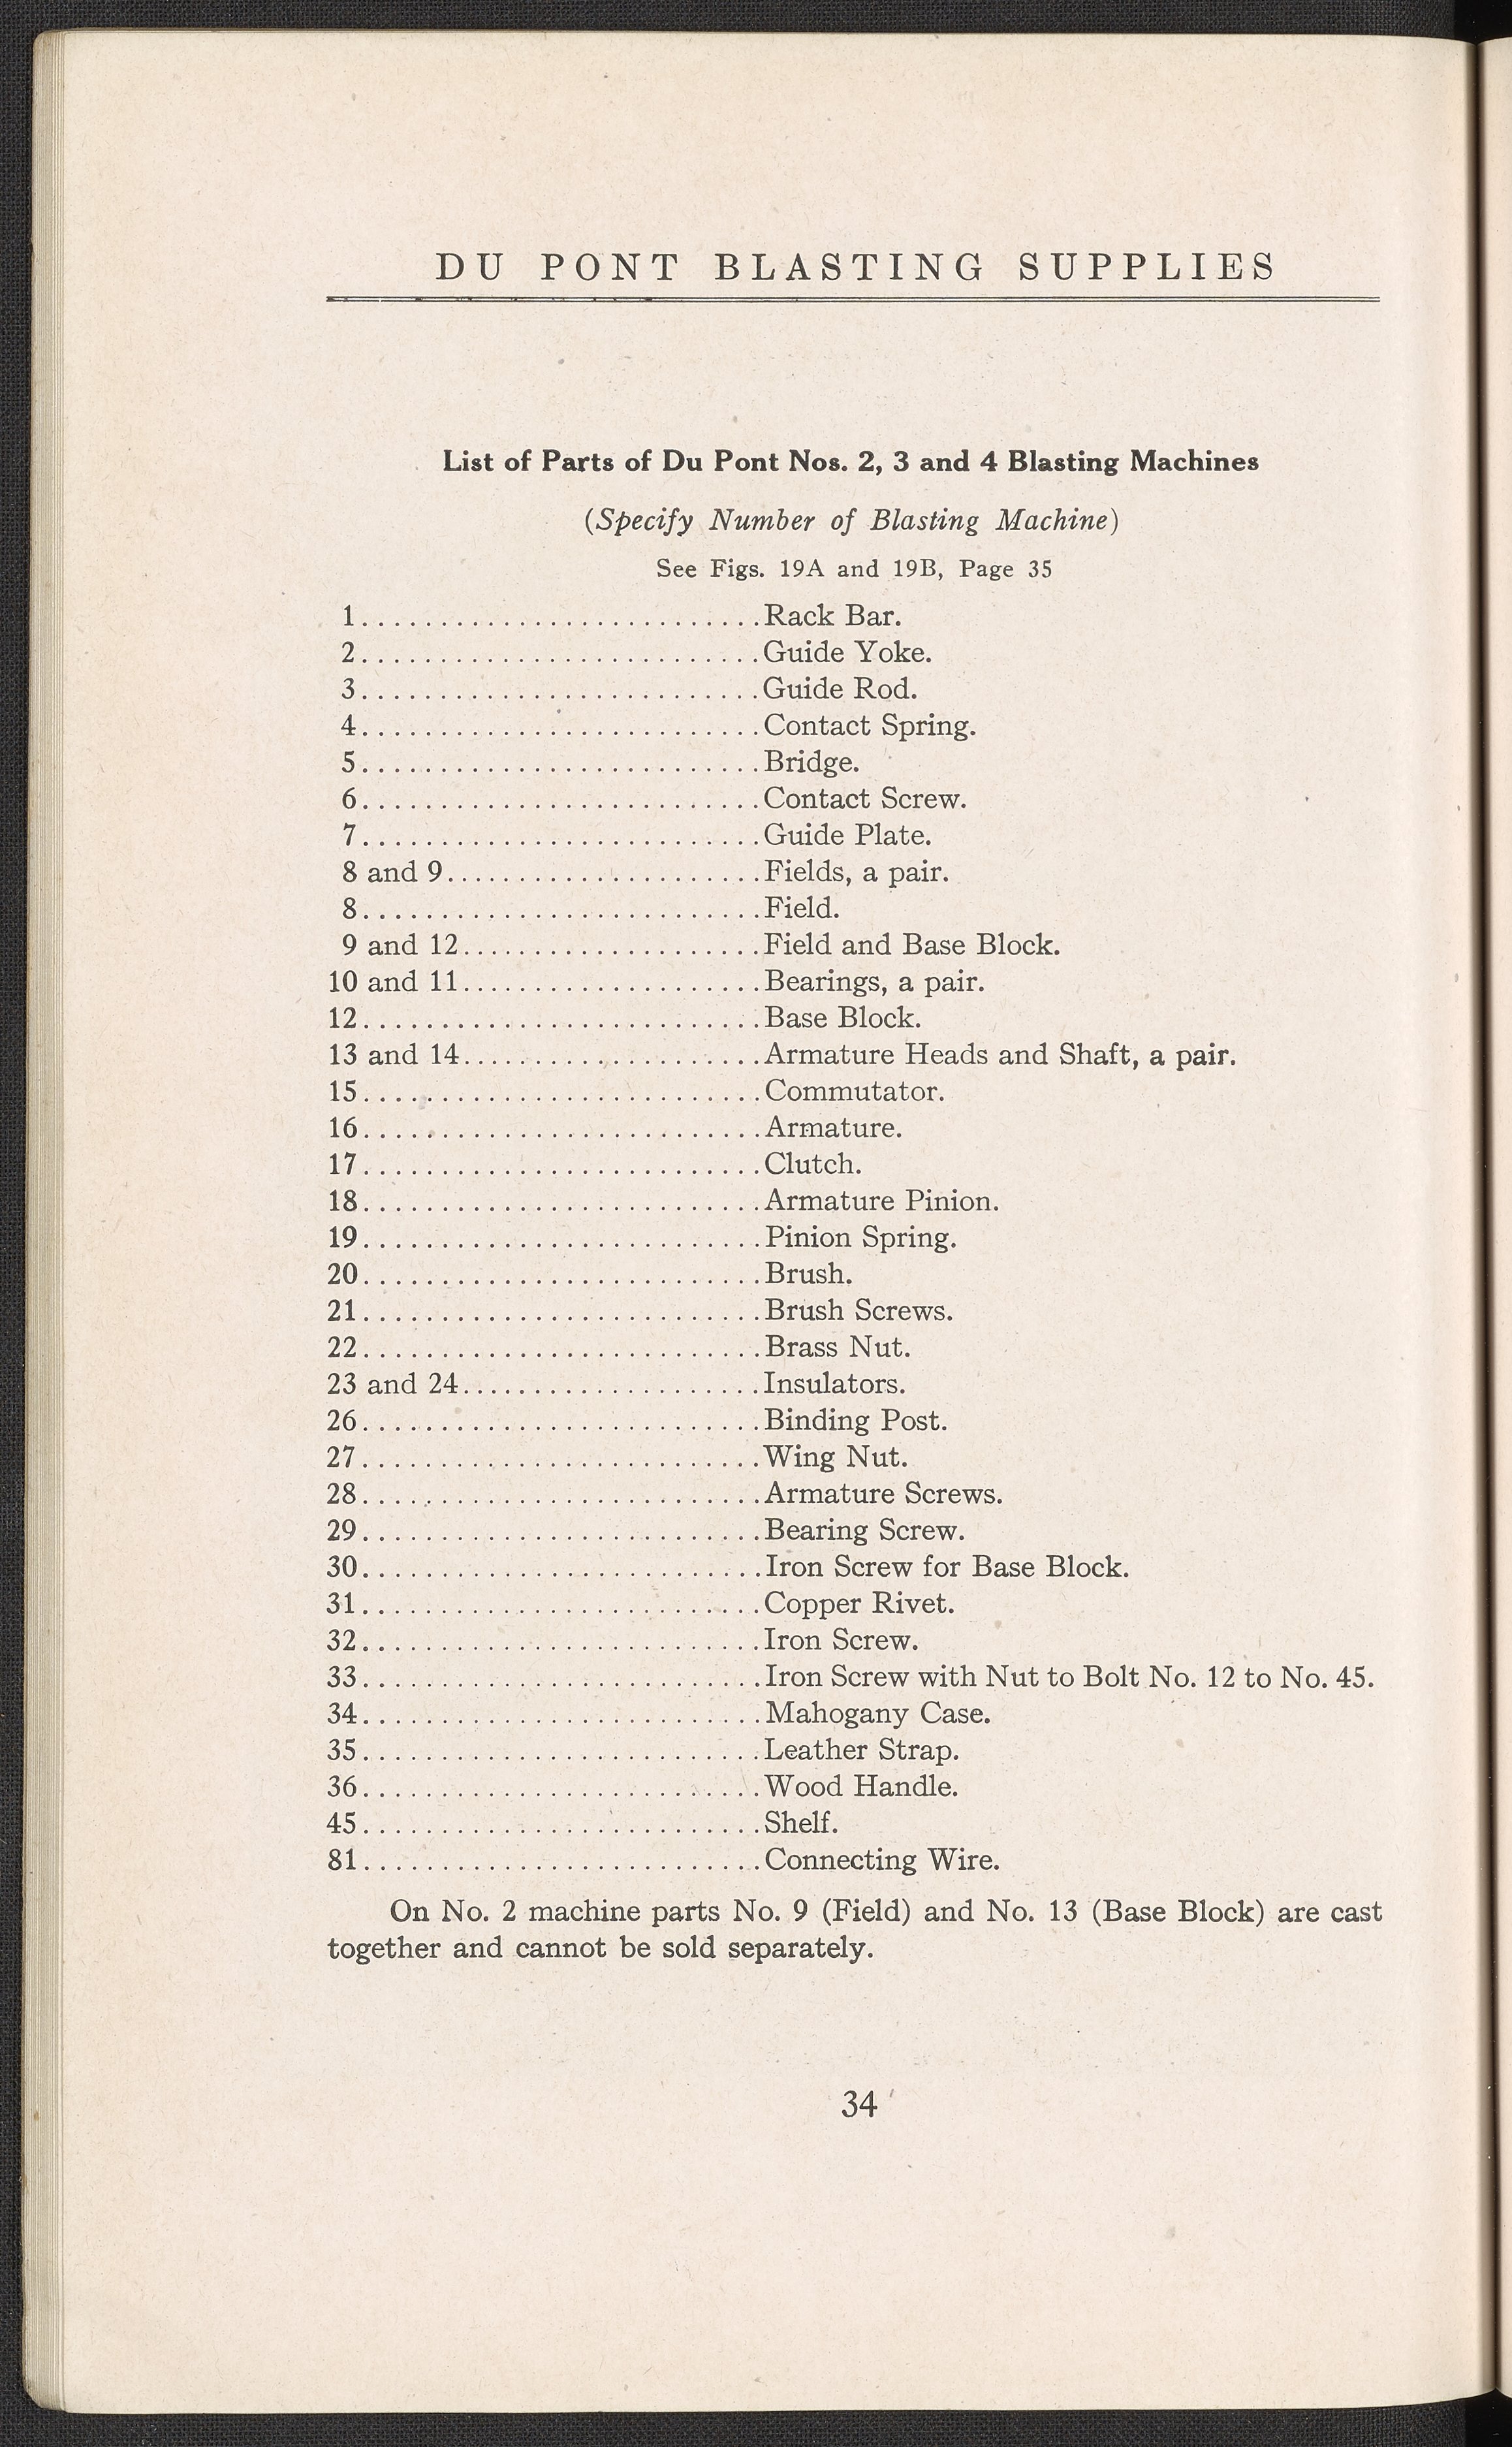 DU PONT BLASTING SUPPLIES
List of Parts of Du Pont Nos. 2, 3 and 4 Blasting Machines
(Specify Number of Blasting Machine)
See Figs. 19A and 19B, Page 35
1...........................Rack Bar.
2...........................Guide Yoke.
3...........................Guide Rod.
4...........................Contact Spring.
5...........................Bridge.
6...........................Contact Screw.
7...........................Guide Plate.
8 and 9.....................Fields, a pair.
8...........................Field.
9 and 12....................Field and Base Block.
10 and 11....................Bearings, a pair.
12...........................Base Block.
13 and 14....................Armature Heads and Shaft, a pair.
15...........................Commutator.
16...........................Armature.
17...........................Clutch.
18...........................Armature Pinion.
19...........................Pinion Spring.
20...........................Brush.
21...........................Brush Screws.
22...........................Brass Nut.
23 and 24....................Insulators.
26...........................Binding Post.
27...........................Wing Nut.
28...........................Armature Screws.
29...........................Bearing Screw.
30...........................Iron Screw for Base Block.
31...........................Copper Rivet.
32...........................Iron Screw.
33...........................Iron Screw with Nut to Bolt No. 12 to No. 45.
34...........................Mahogany Case.
35...........................Leather Strap.
36...........................Wood Handle.
45...........................Shelf.
81...........................Connecting Wire.
On No. 2 machine parts No. 9 (Field) and No. 13 (Base Block) are cast
together and cannot be sold separately.
34